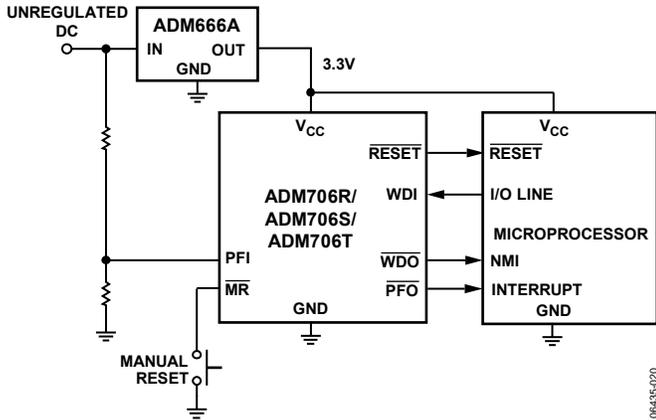 UNREGULATED
DC
ADM666A
IN OUT
GND
3.3V
VCC
RESET
WDI
ADM706R/
ADM706S/
ADM706T
PFI
WDO
MR
PFO
GND
VCC
RESET
I/O LINE
MICROPROCESSOR
NMI
INTERRUPT
GND
MANUAL
RESET
06435-020